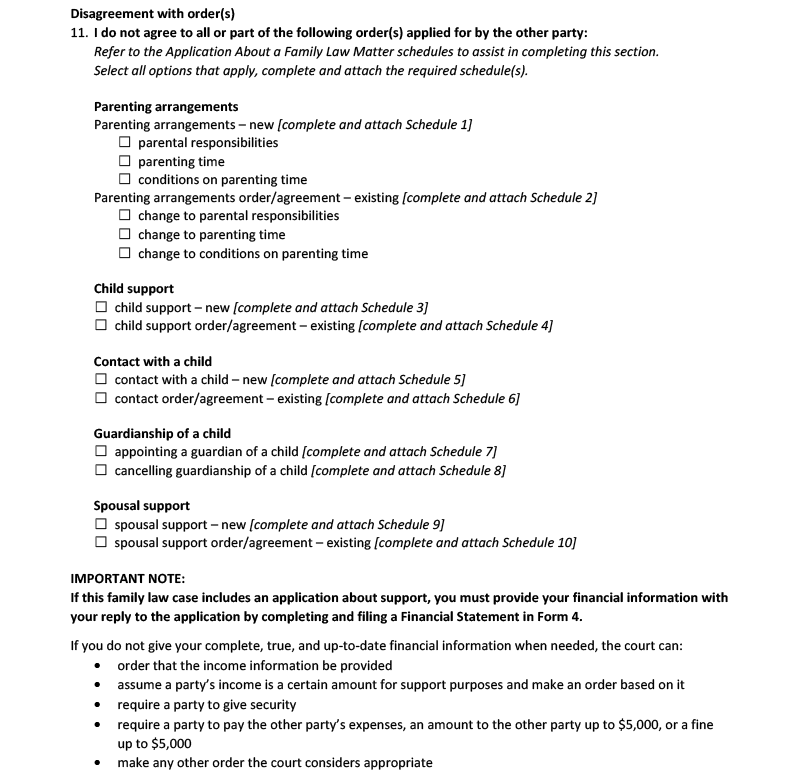 Disagreement with order(s)
11. I do not agree to all or part of the following order(s) applied for by the other party:
Refer to the Application About a Family Law Matter schedules to assist in completing this section.
Select all options that apply, complete and attach the required schedule(s).
Parenting arrangements
Parenting arrangements – new [complete and attach Schedule 1]
☐ parental responsibilities
☐ parenting time
☐ conditions on parenting time
Parenting arrangements order/agreement – existing [complete and attach Schedule 2]
☐ change to parental responsibilities
☐ change to parenting time
☐ change to conditions on parenting time
Child support
☐ child support – new [complete and attach Schedule 3]
☐ child support order/agreement – existing [complete and attach Schedule 4]
Contact with a child
☐ contact with a child – new [complete and attach Schedule 5]
☐ contact order/agreement – existing [complete and attach Schedule 6]
Guardianship of a child
☐ appointing a guardian of a child [complete and attach Schedule 7]
☐ cancelling guardianship of a child [complete and attach Schedule 8]
Spousal support
☐ spousal support – new [complete and attach Schedule 9]
☐ spousal support order/agreement – existing [complete and attach Schedule 10]
IMPORTANT NOTE:
If this family law case includes an application about support, you must provide your financial information with
your reply to the application by completing and filing a Financial Statement in Form 4.
If you do not give your complete, true, and up-to-date financial information when needed, the court can:
• order that the income information be provided
• assume a party's income is a certain amount for support purposes and make an order based on it
• require a party to give security
• require a party to pay the other party's expenses, an amount to the other party up to $5,000, or a fine
up to $5,000
• make any other order the court considers appropriate